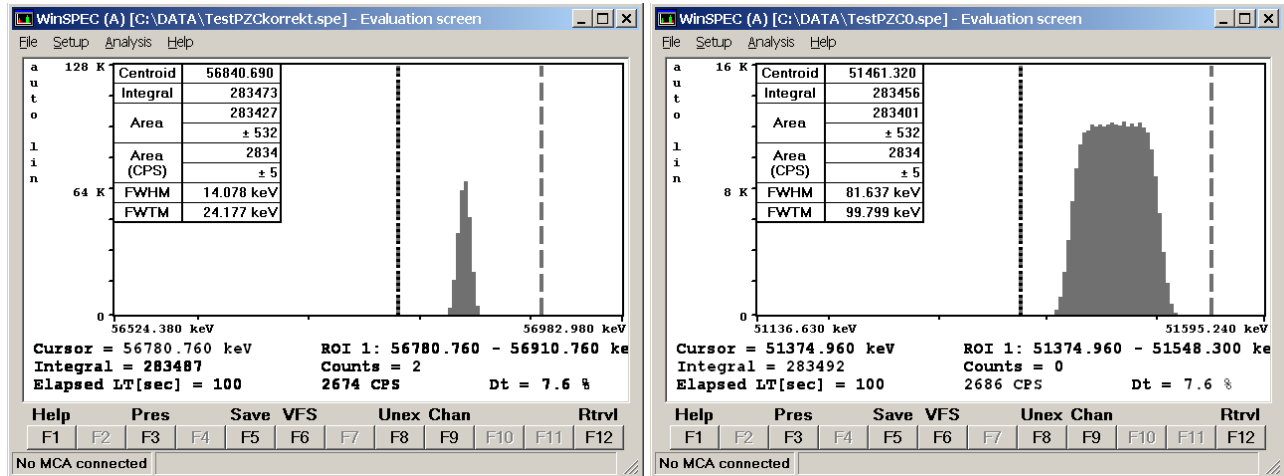 WinSPEC (A) [C:\DATA\TestPZCkorrekt.spe] - Evaluation screen
File Setup Analysis Help
auto lin
128 K
64 K
0
Centroid 56840.690
Integral 283473
Area 283427
± 532
Area (CPS) 2834
± 5
FWHM 14.078 keV
FWTM 24.177 keV
56524.380 keV 56982.980 keV
Cursor = 56780.760 keV ROI 1: 56780.760 - 56910.760 ke
Integral = 283487 Counts = 2
Elapsed LT[sec] = 100 2674 CPS Dt = 7.6 %
Help Pres Save VFS Unex Chan Rtrvl
F1 F2 F3 F4 F5 F6 F7 F8 F9 F10 F11 F12
No MCA connected
WinSPEC (A) [C:\DATA\TestPZC0.spe] - Evaluation screen
File Setup Analysis Help
auto lin
16 K
8 K
0
Centroid 51461.320
Integral 283456
Area 283401
± 532
Area (CPS) 2834
± 5
FWHM 81.637 keV
FWTM 99.799 keV
51136.630 keV 51595.240 keV
Cursor = 51374.960 keV ROI 1: 51374.960 - 51548.300 ke
Integral = 283492 Counts = 0
Elapsed LT[sec] = 100 2686 CPS Dt = 7.6 %
Help Pres Save VFS Unex Chan Rtrvl
F1 F2 F3 F4 F5 F6 F7 F8 F9 F10 F11 F12
No MCA connected